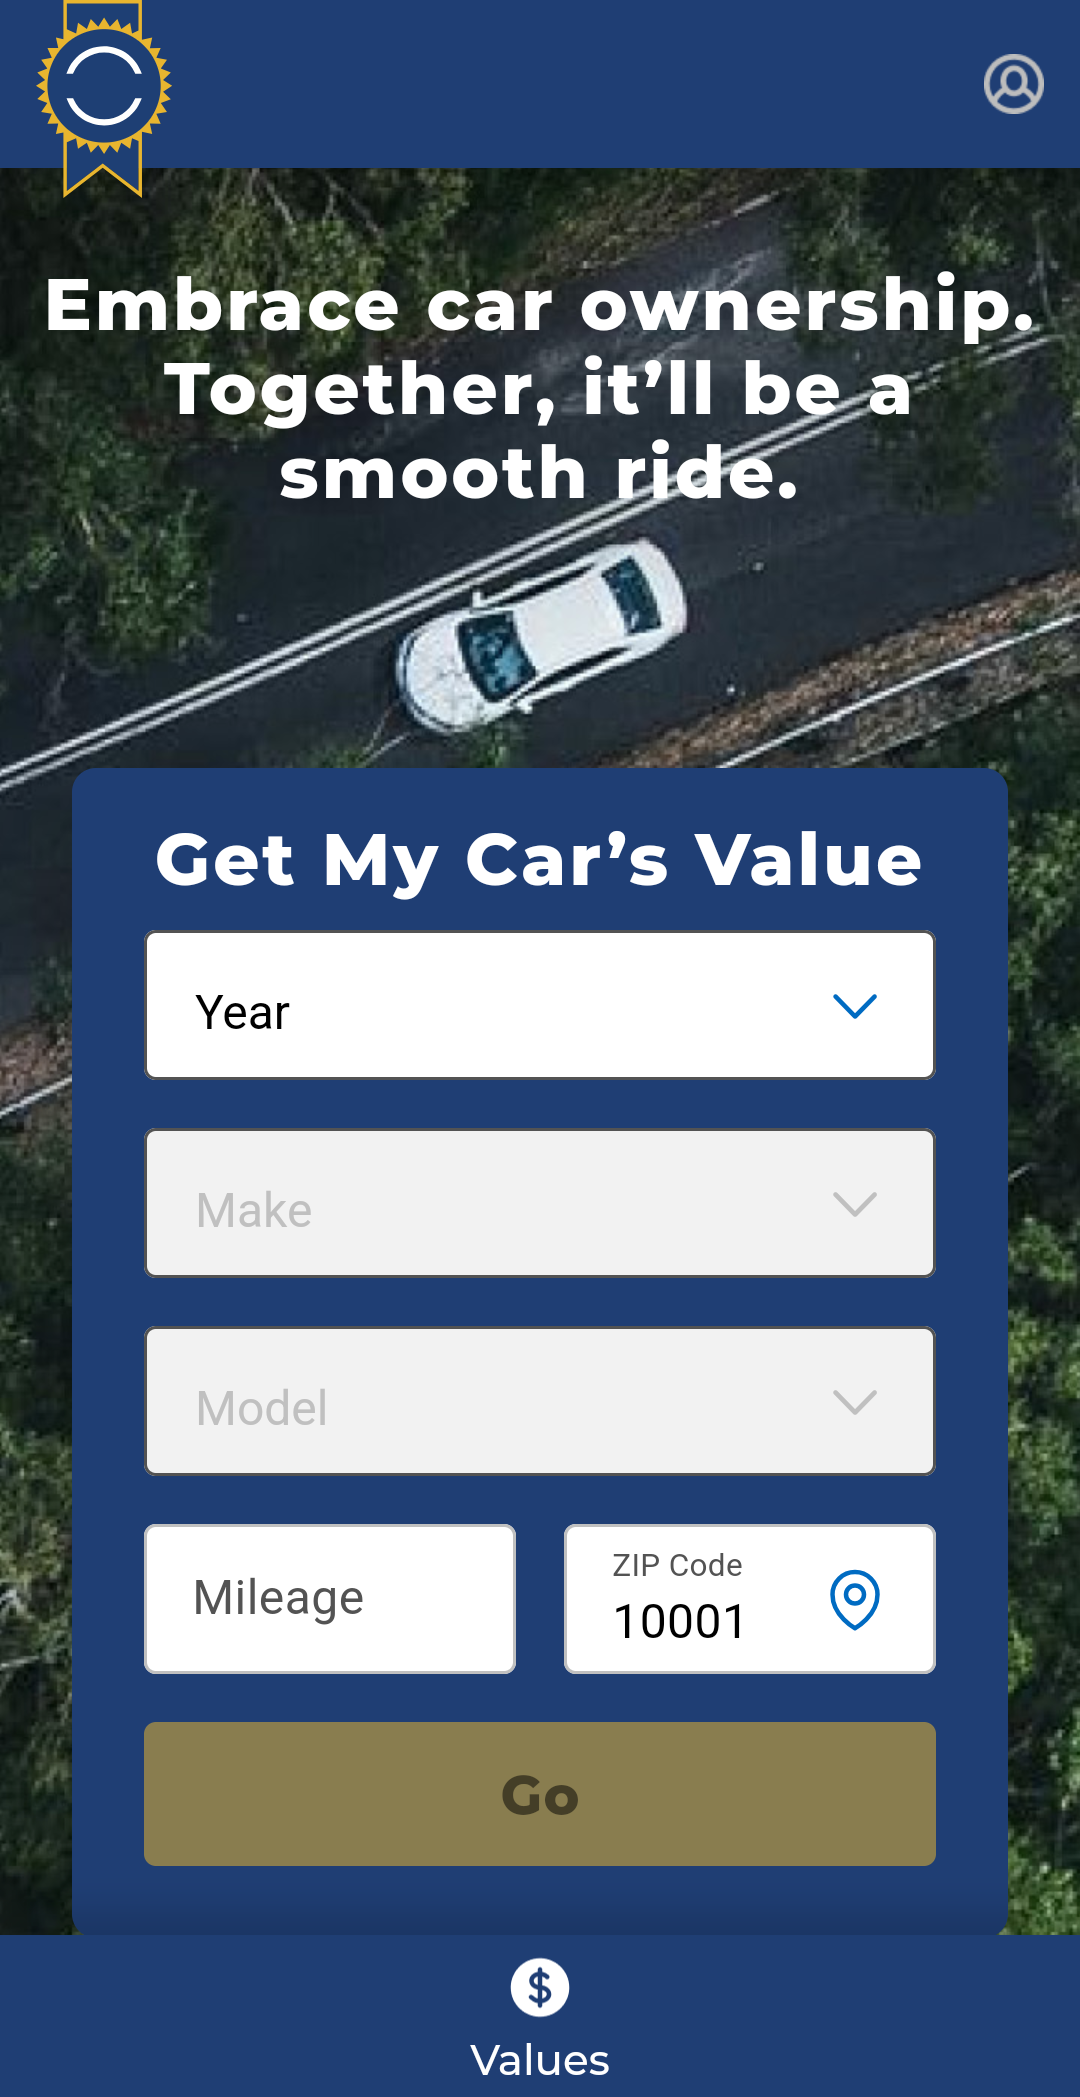 Embrace car ownership.
Together, it’ll be a
smooth ride.
Get My Car’s Value
Year
Make
Model
Mileage
ZIP Code
10001
Go
Values